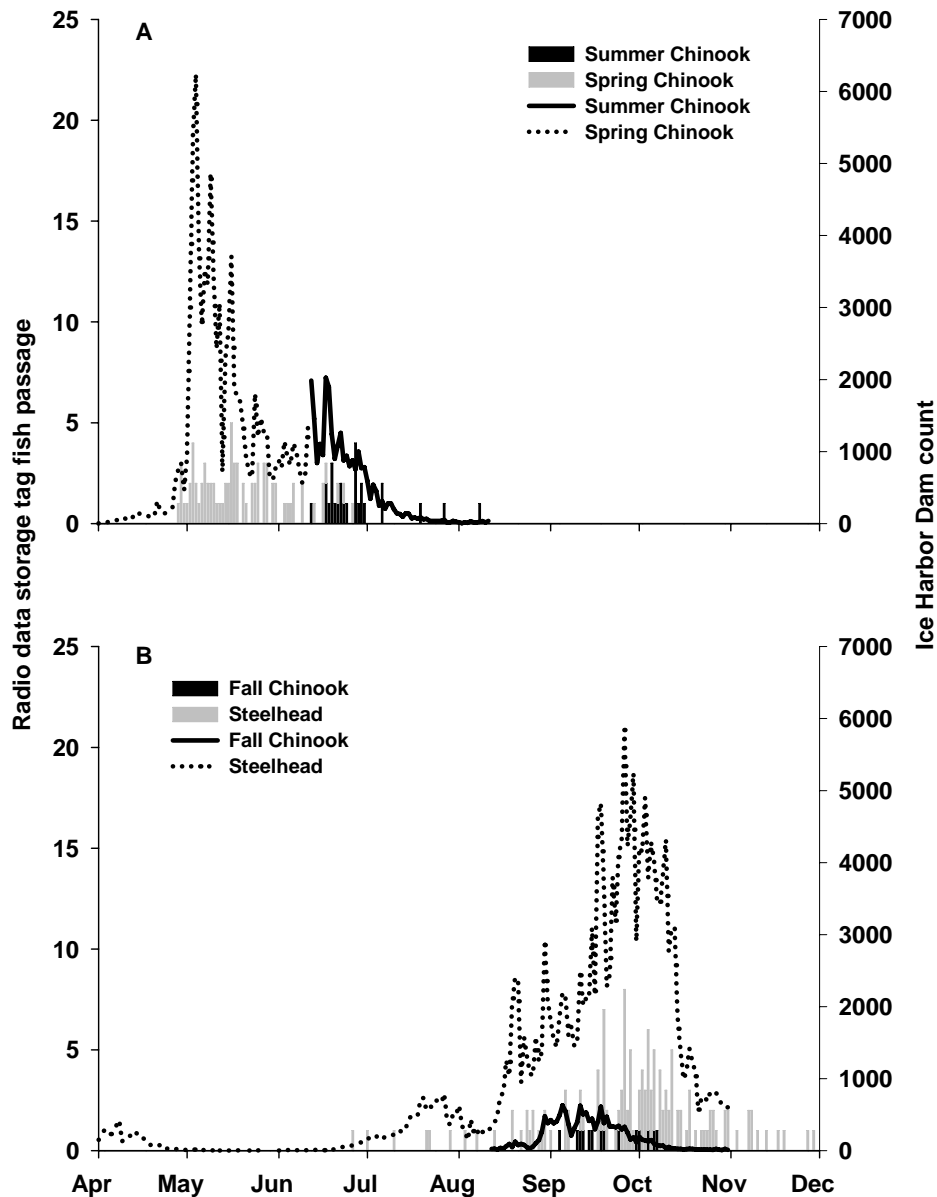 A
25
20
15
10
5
0
7000
6000
5000
4000
3000
2000
1000
0
Summer Chinook
Spring Chinook
Summer Chinook
Spring Chinook
Radio data storage tag fish passage
Ice Harbor Dam count
B
25
20
15
10
5
0
7000
6000
5000
4000
3000
2000
1000
0
Fall Chinook
Steelhead
Fall Chinook
Steelhead
Apr May Jun Jul Aug Sep Oct Nov Dec